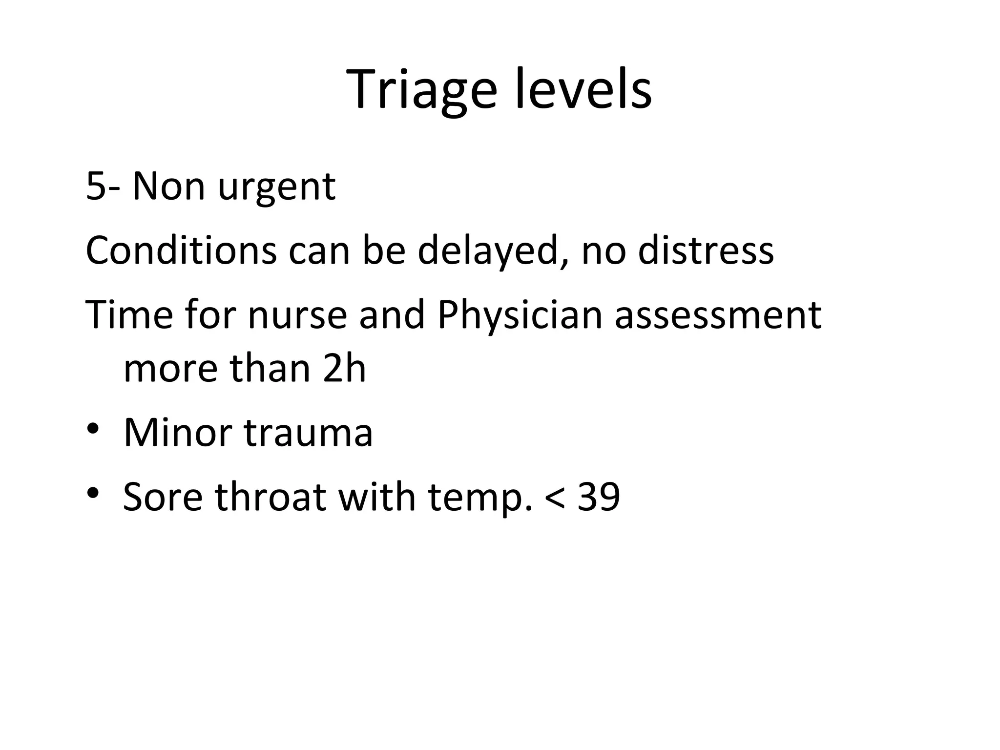 Triage levels
5- Non urgent
Conditions can be delayed, no distress
Time for nurse and Physician assessment
more than 2h
• Minor trauma
• Sore throat with temp. < 39